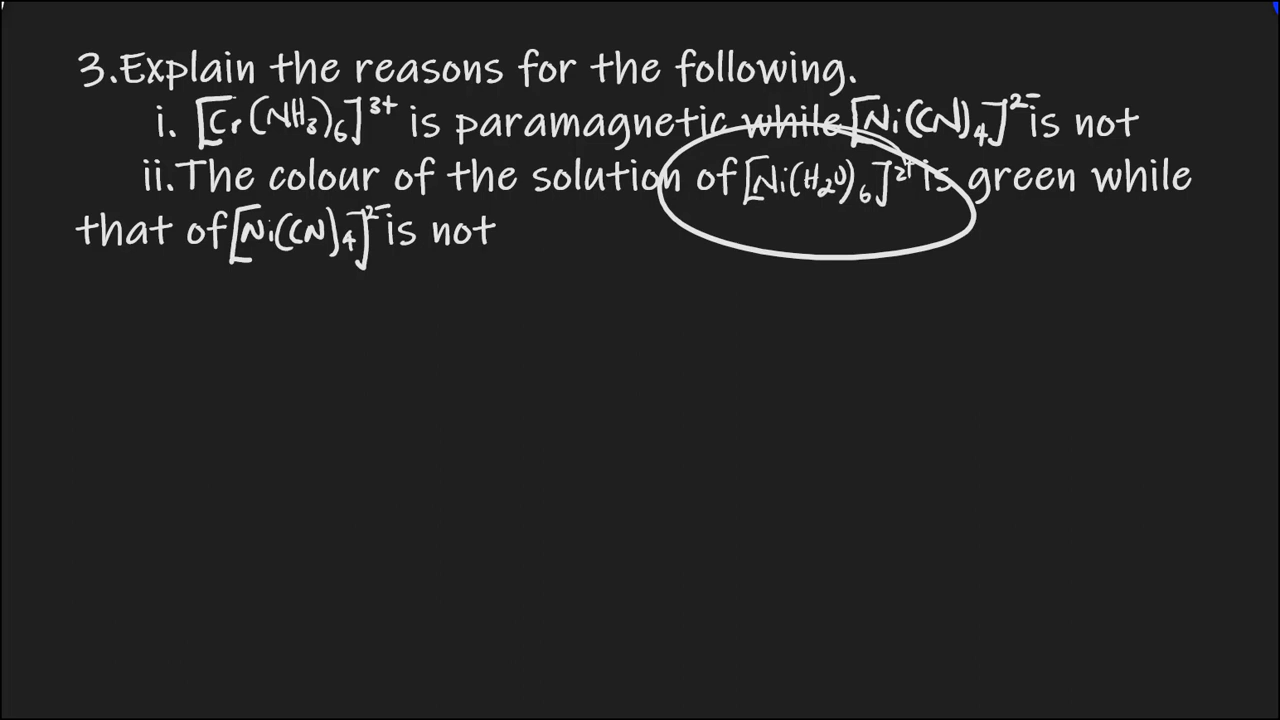 3.Explain the reasons for the following.
i. [Cr(NH₃)₆]³⁺ is paramagnetic while [Ni(CN)₄]²⁻ is not
ii.The colour of the solution of [Ni(H₂O)₆]²⁺ is green while
that of [Ni(CN)₄]²⁻ is not